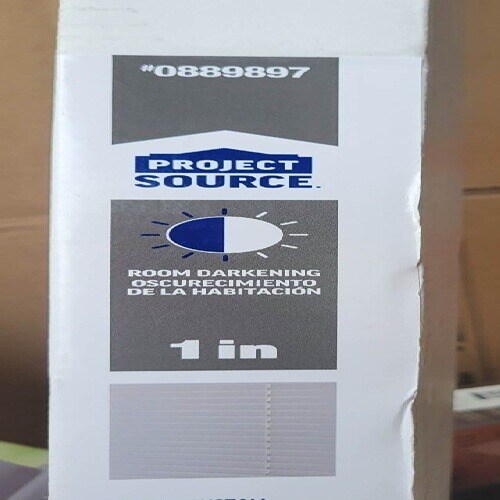 #0889897
PROJECT
SOURCE.
ROOM DARKENING
OSCURECIMIENTO
DE LA HABITACIÓN
1 in